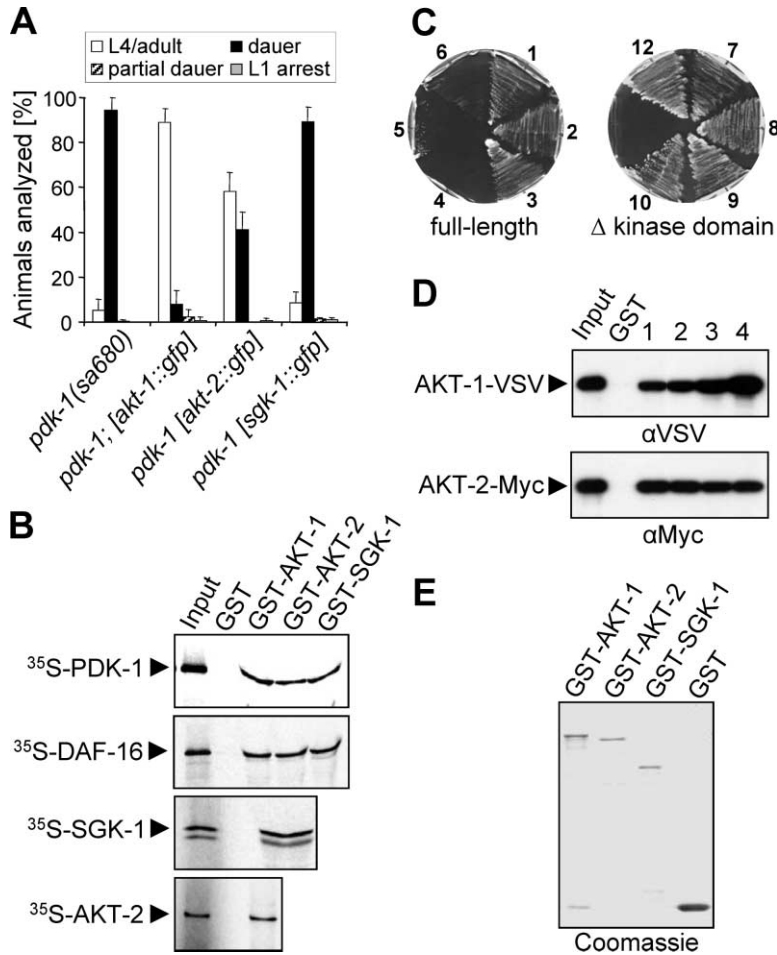 A
L4/adult dauer
partial dauer L1 arrest
Animals analyzed [%]
100
80
60
40
20
0
pdk-1(sa680)
pdk-1; [akt-1::gfp]
pdk-1 [akt-2::gfp]
pdk-1 [sgk-1::gfp]
B
Input
GST
GST-AKT-1
GST-AKT-2
GST-SGK-1
³⁵S-PDK-1
³⁵S-DAF-16
³⁵S-SGK-1
³⁵S-AKT-2
C
6 1
5 2
4 3
full-length
12 7
8
10 9
Δ kinase domain
D
Input
GST
1 2 3 4
AKT-1-VSV
αVSV
AKT-2-Myc
αMyc
E
GST-AKT-1
GST-AKT-2
GST-SGK-1
GST
Coomassie